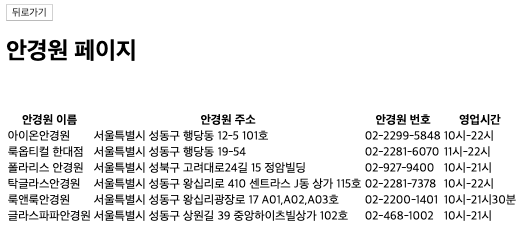 뒤로가기
안경원 페이지
안경원 이름 안경원 주소 안경원 번호 영업시간
아이온안경원 서울특별시 성동구 행당동 12-5 101호 02-2299-5848 10시-22시
룩옵티컬 한대점 서울특별시 성동구 행당동 19-54 02-2281-6070 11시-22시
폴라리스 안경원 서울특별시 성북구 고려대로24길 15 정암빌딩 02-927-9400 10시-21시
탁글라스안경원 서울특별시 성동구 왕십리로 410 센트라스 J동 상가 115호 02-2281-7378 10시-22시
룩앤룩안경원 서울특별시 성동구 왕십리광장로 17 A01,A02,A03호 02-2200-1401 10시-21시30분
글라스파파안경원 서울특별시 성동구 상원길 39 중앙하이츠빌상가 102호 02-468-1002 10시-21시